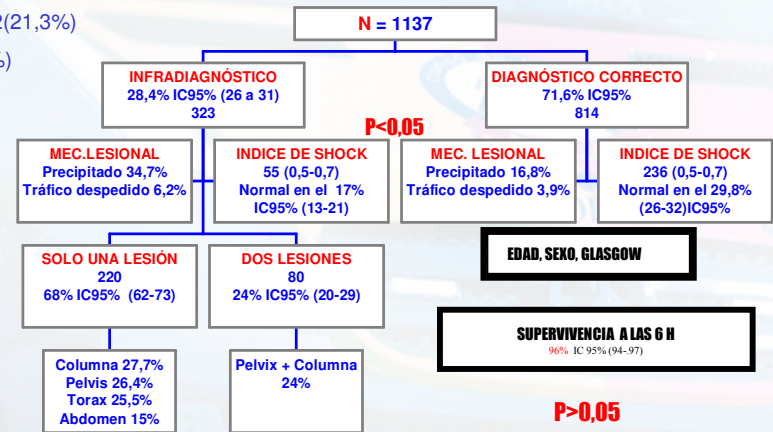 2(21,3%)
%)
N = 1137
INFRADIAGNÓSTICO
28,4% IC95% (26 a 31)
323
DIAGNÓSTICO CORRECTO
71,6% IC95%
814
P<0,05
MEC.LESIONAL
Precipitado 34,7%
Tráfico despedido 6,2%
INDICE DE SHOCK
55 (0,5-0,7)
Normal en el 17%
IC95% (13-21)
MEC. LESIONAL
Precipitado 16,8%
Tráfico despedido 3,9%
INDICE DE SHOCK
236 (0,5-0,7)
Normal en el 29,8%
(26-32)IC95%
SOLO UNA LESIÓN
220
68% IC95% (62-73)
DOS LESIONES
80
24% IC95% (20-29)
EDAD, SEXO, GLASGOW
SUPERVIVENCIA A LAS 6 H
96% IC 95% (94-.97)
Columna 27,7%
Pelvis 26,4%
Torax 25,5%
Abdomen 15%
Pelvix + Columna
24%
P>0,05